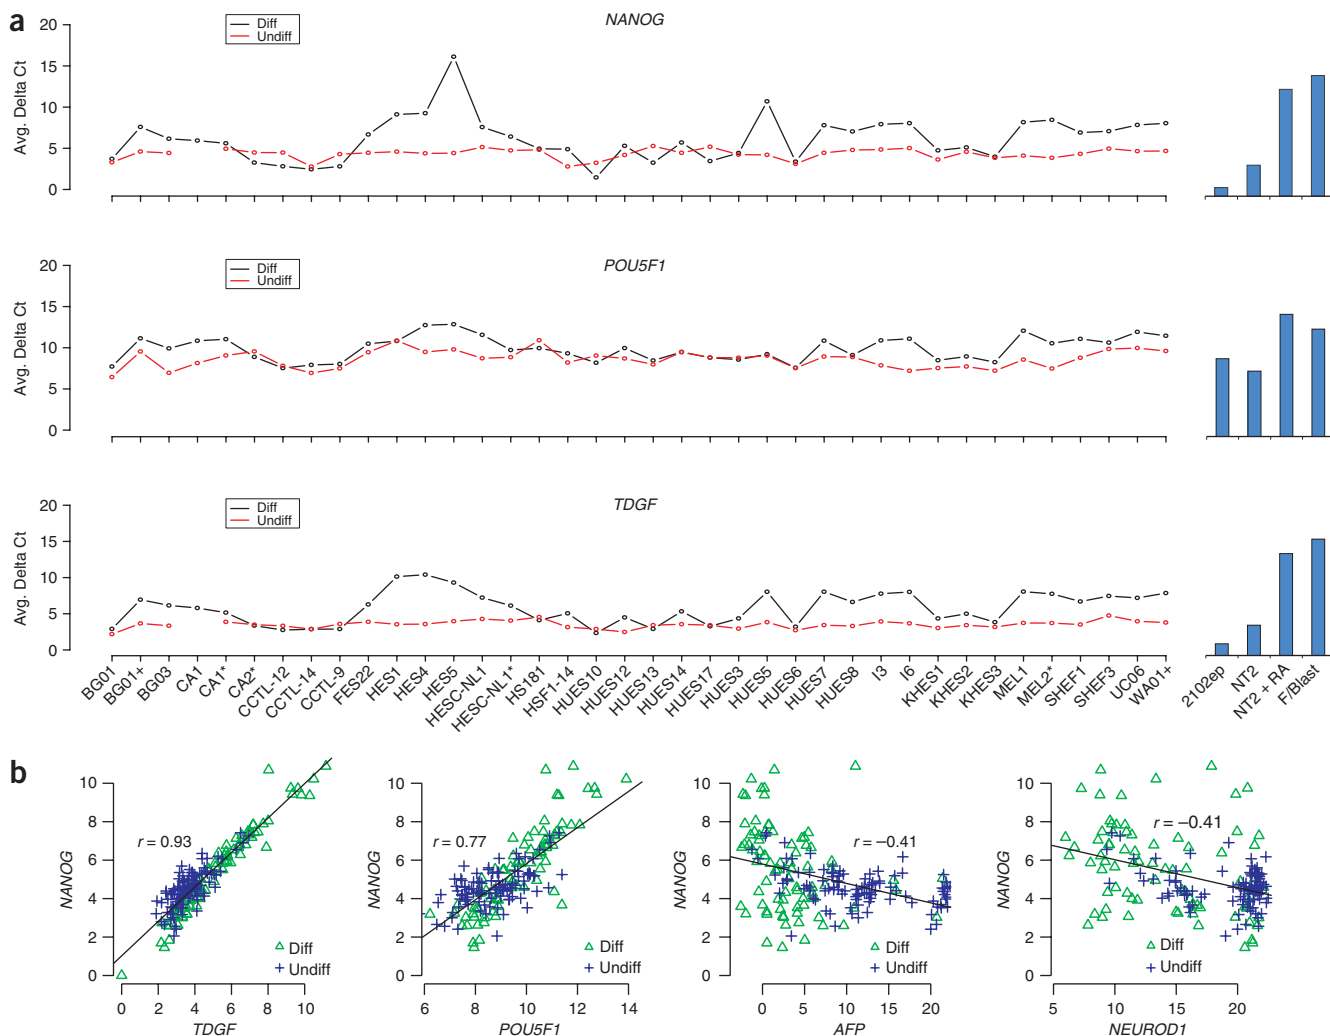 a
NANOG
Diff
Undiff
Avg. Delta Ct
20
15
10
5
0
POU5F1
Diff
Undiff
Avg. Delta Ct
20
15
10
5
0
TDGF
Diff
Undiff
Avg. Delta Ct
20
15
10
5
0
BG01
BG01+
BG03
CA1
CA1*
CA2*
CCTL-12
CCTL-14
CCTL-9
FES22
HES1
HES4
HES5
HESC-NL1
HESC-NL1*
HS181
HSF1-14
HUES10
HUES12
HUES13
HUES14
HUES17
HUES3
HUES5
HUES6
HUES7
HUES8
I3
I6
KHES1
KHES2
KHES3
MEL1
MEL2*
SHEF1
SHEF3
UC06
WA01+
2102ep
NT2
NT2 + RA
F/Blast
b
NANOG
10
8
6
4
2
0
r = 0.93
Diff
Undiff
0 2 4 6 8 10
TDGF
NANOG
10
8
6
4
2
0
r = 0.77
Diff
Undiff
6 8 10 12 14
POU5F1
NANOG
10
8
6
4
2
0
r = −0.41
Diff
Undiff
0 5 10 15 20
AFP
NANOG
10
8
6
4
2
0
r = −0.41
Diff
Undiff
5 10 15 20
NEUROD1